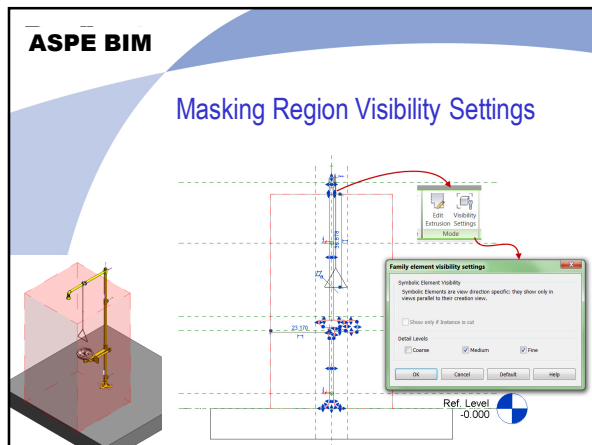 ASPE BIM
Masking Region Visibility Settings
Edit Extrusion
Visibility Settings
Mode
Family element visibility settings
Symbolic Element Visibility
Symbolic Elements are view direction specific: they show only in
views parallel to their creation view.
Show only if Instance is cut
Detail Levels
Coarse
Medium
Fine
OK
Cancel
Default
Help
23.170
Ref. Level
-0.000